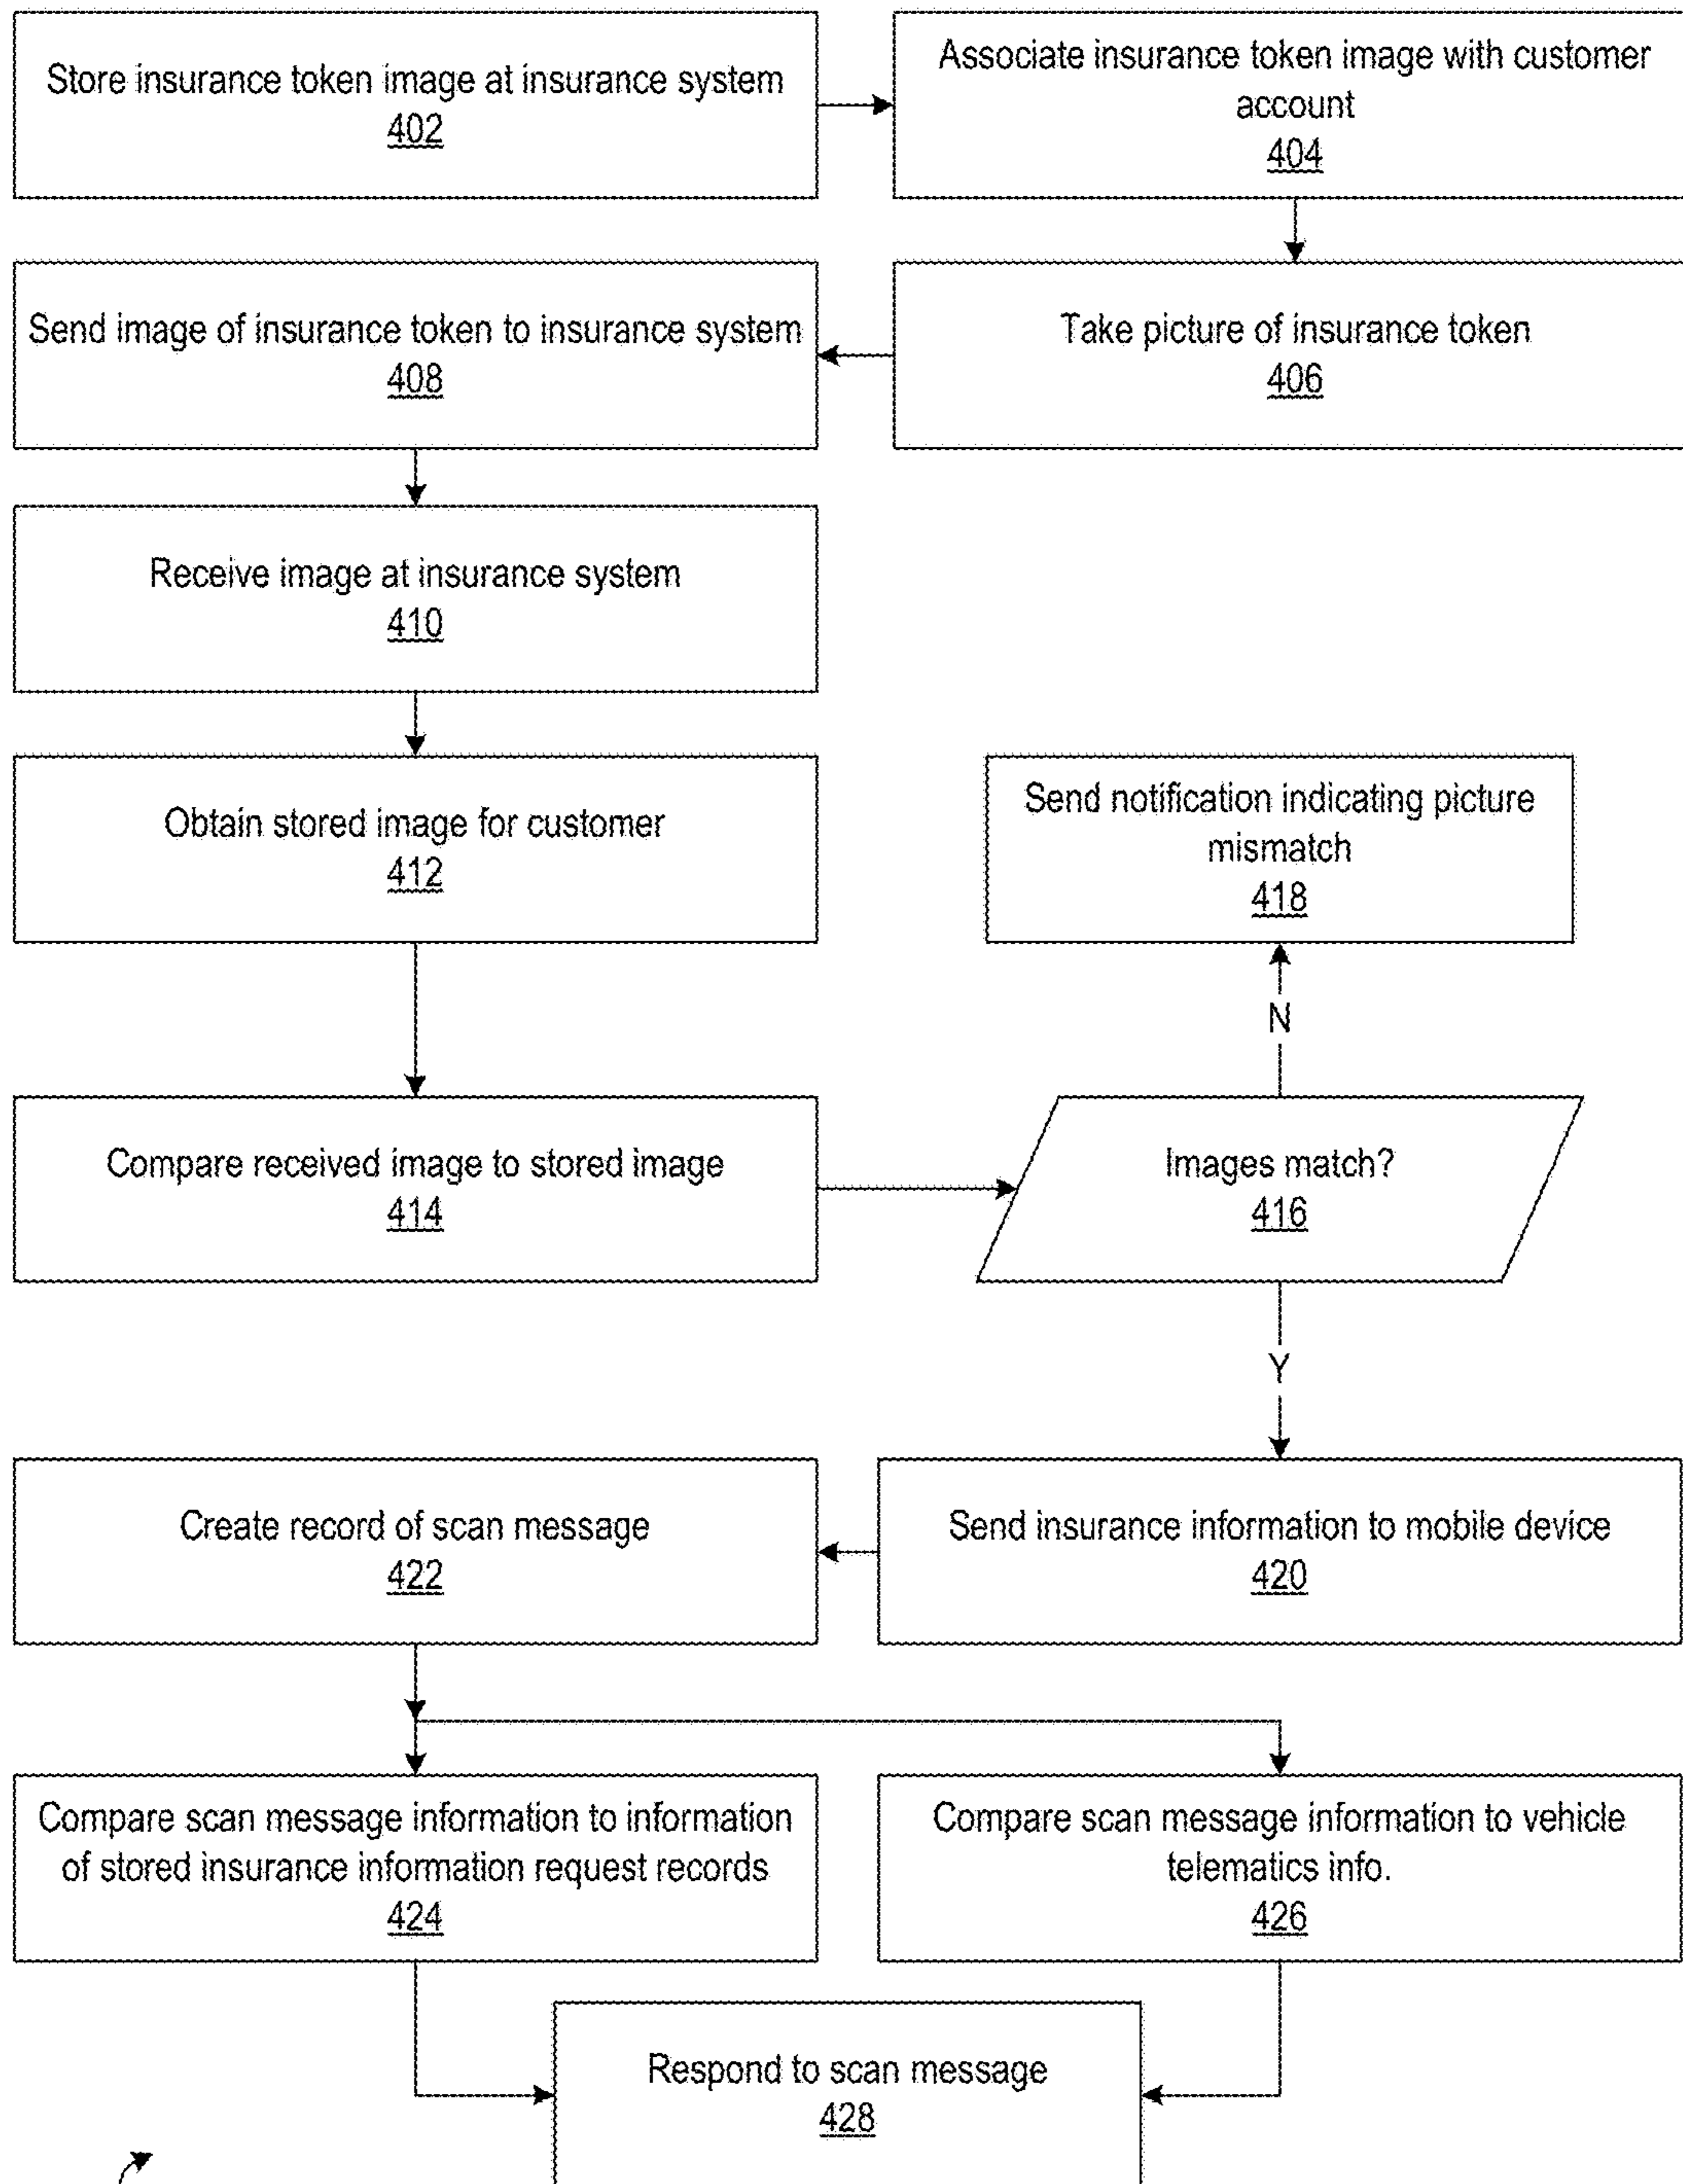 Store insurance token image at insurance system
402
Associate insurance token image with customer
account
404
Send image of insurance token to insurance system
408
Take picture of insurance token
406
Receive image at insurance system
410
Obtain stored image for customer
412
Send notification indicating picture
mismatch
418
N
Compare received image to stored image
414
Images match?
416
Y
Create record of scan message
422
Send insurance information to mobile device
420
Compare scan message information to information
of stored insurance information request records
424
Compare scan message information to vehicle
telematics info.
426
Respond to scan message
428